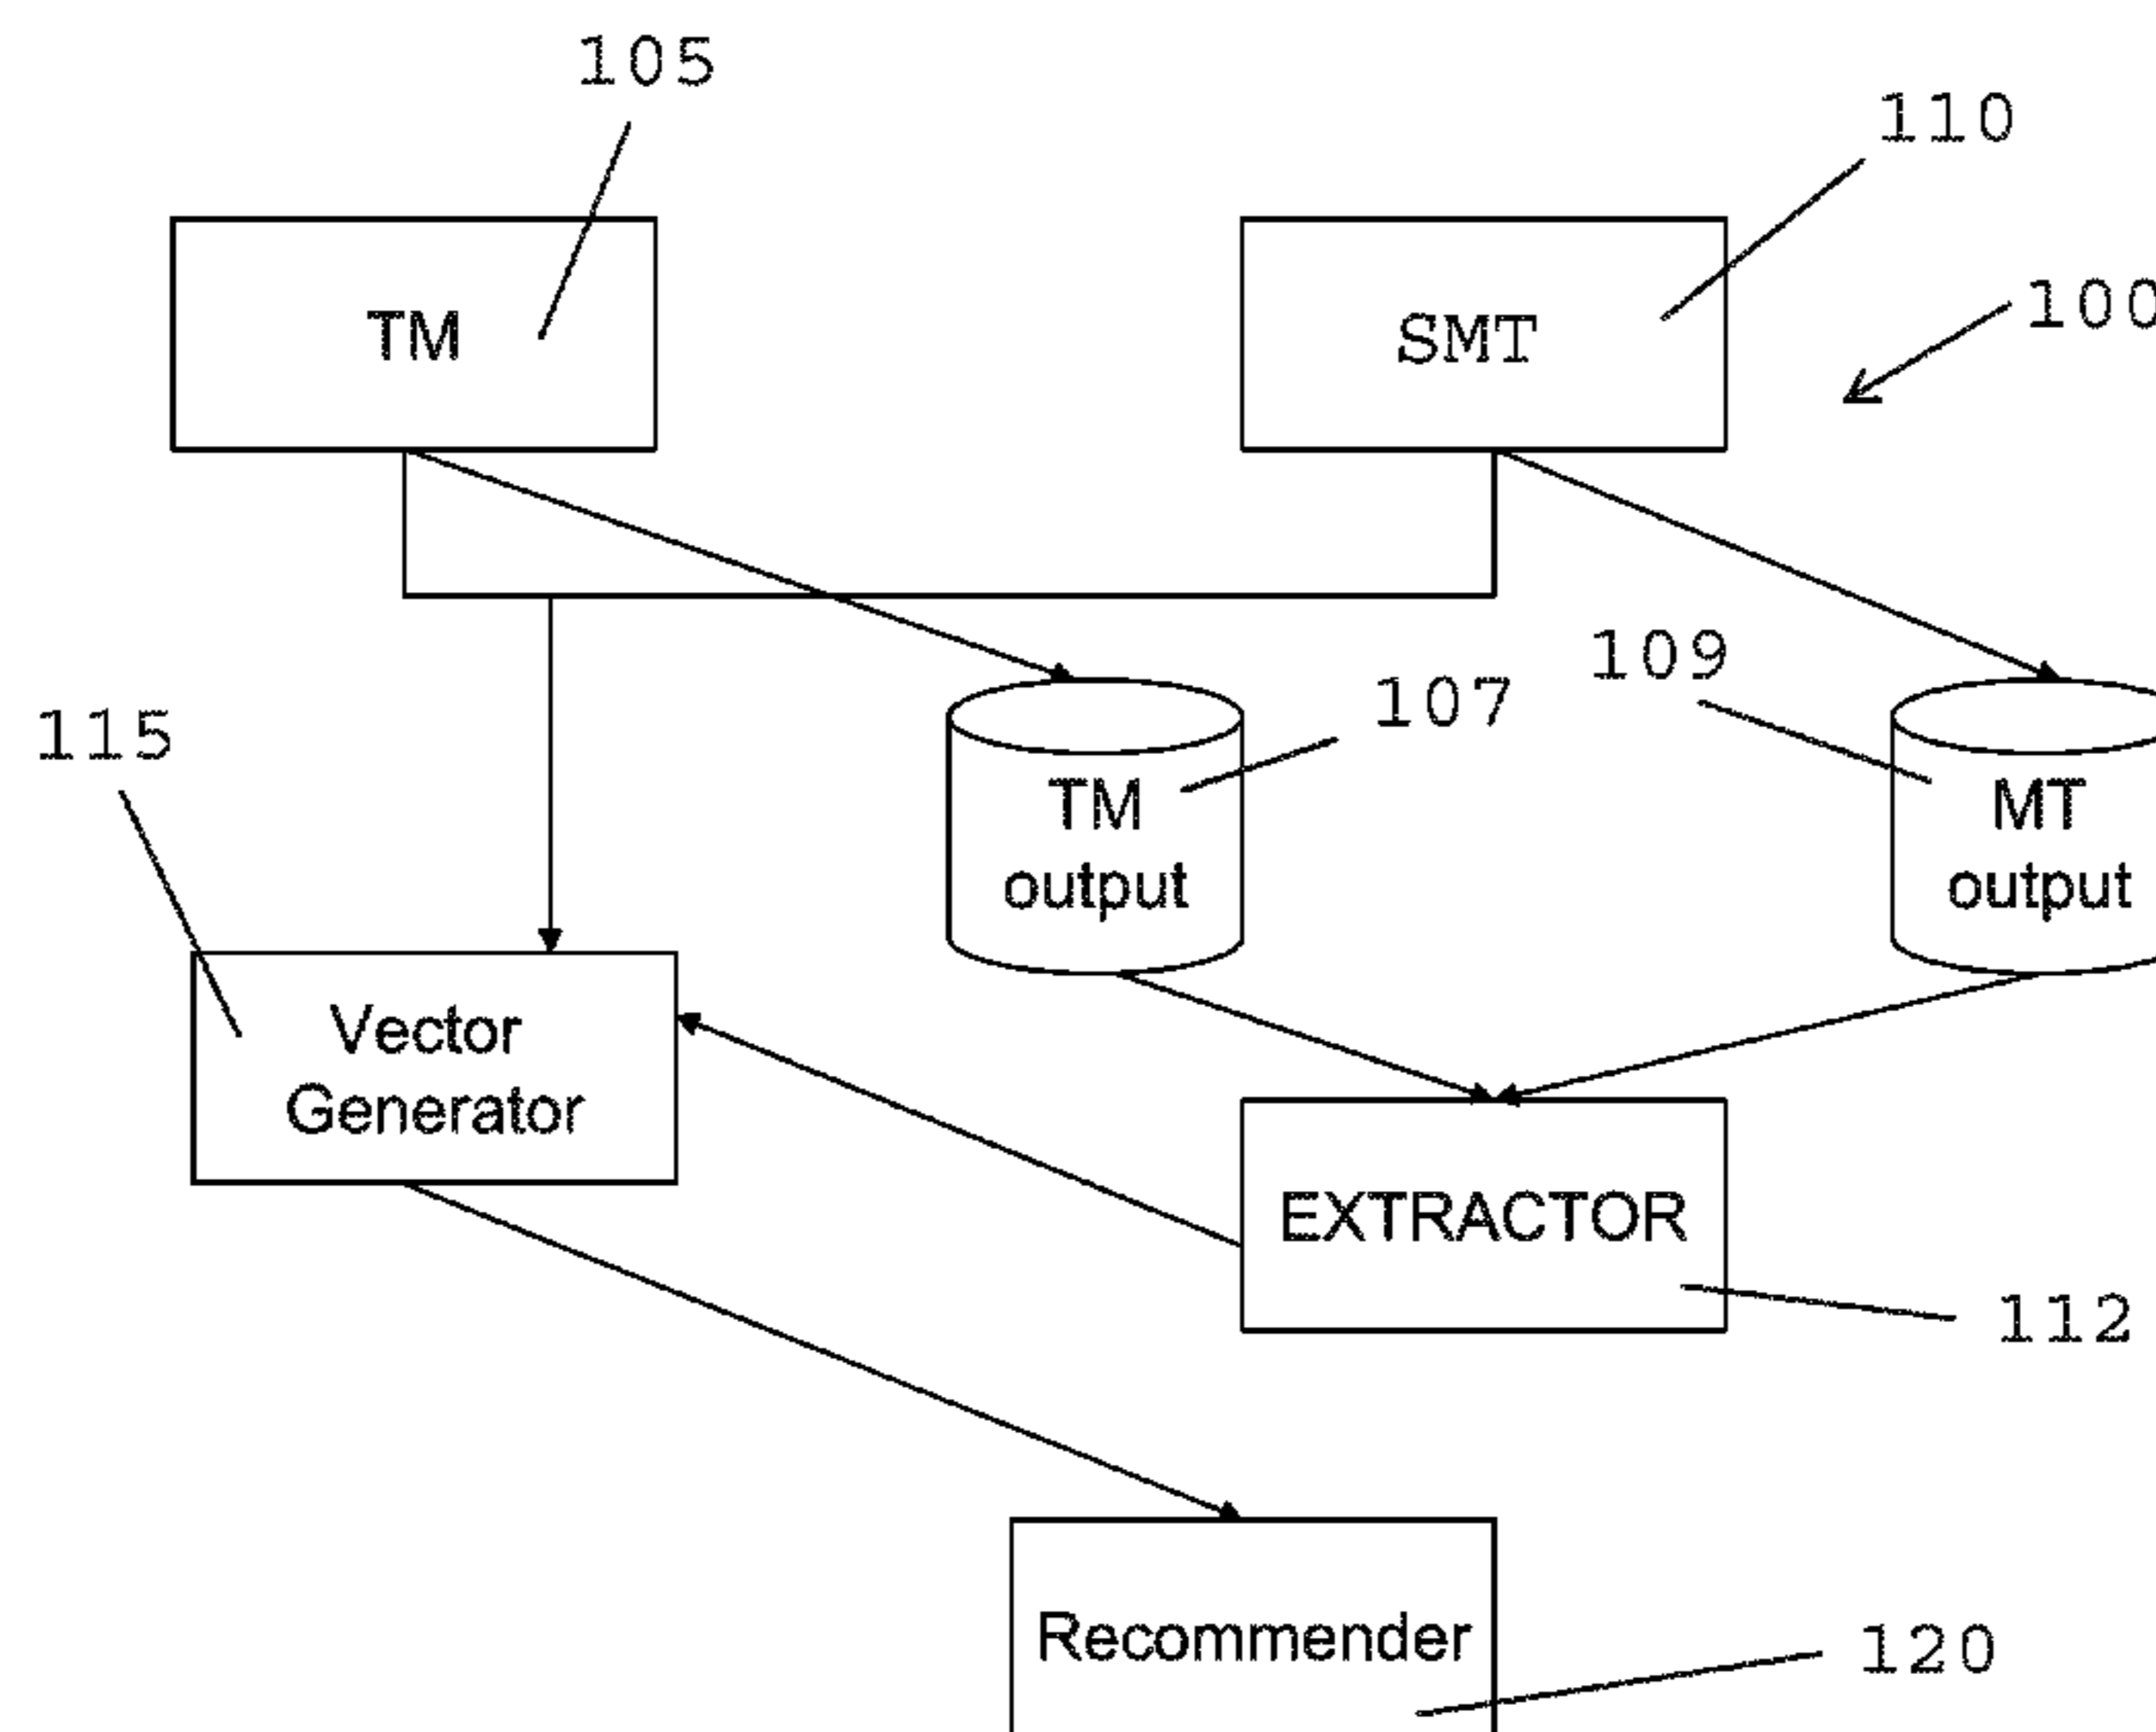 105
110
TM
SMT
100
109
107
115
TM
output
MT
output
Vector
Generator
EXTRACTOR
112
Recommender
120